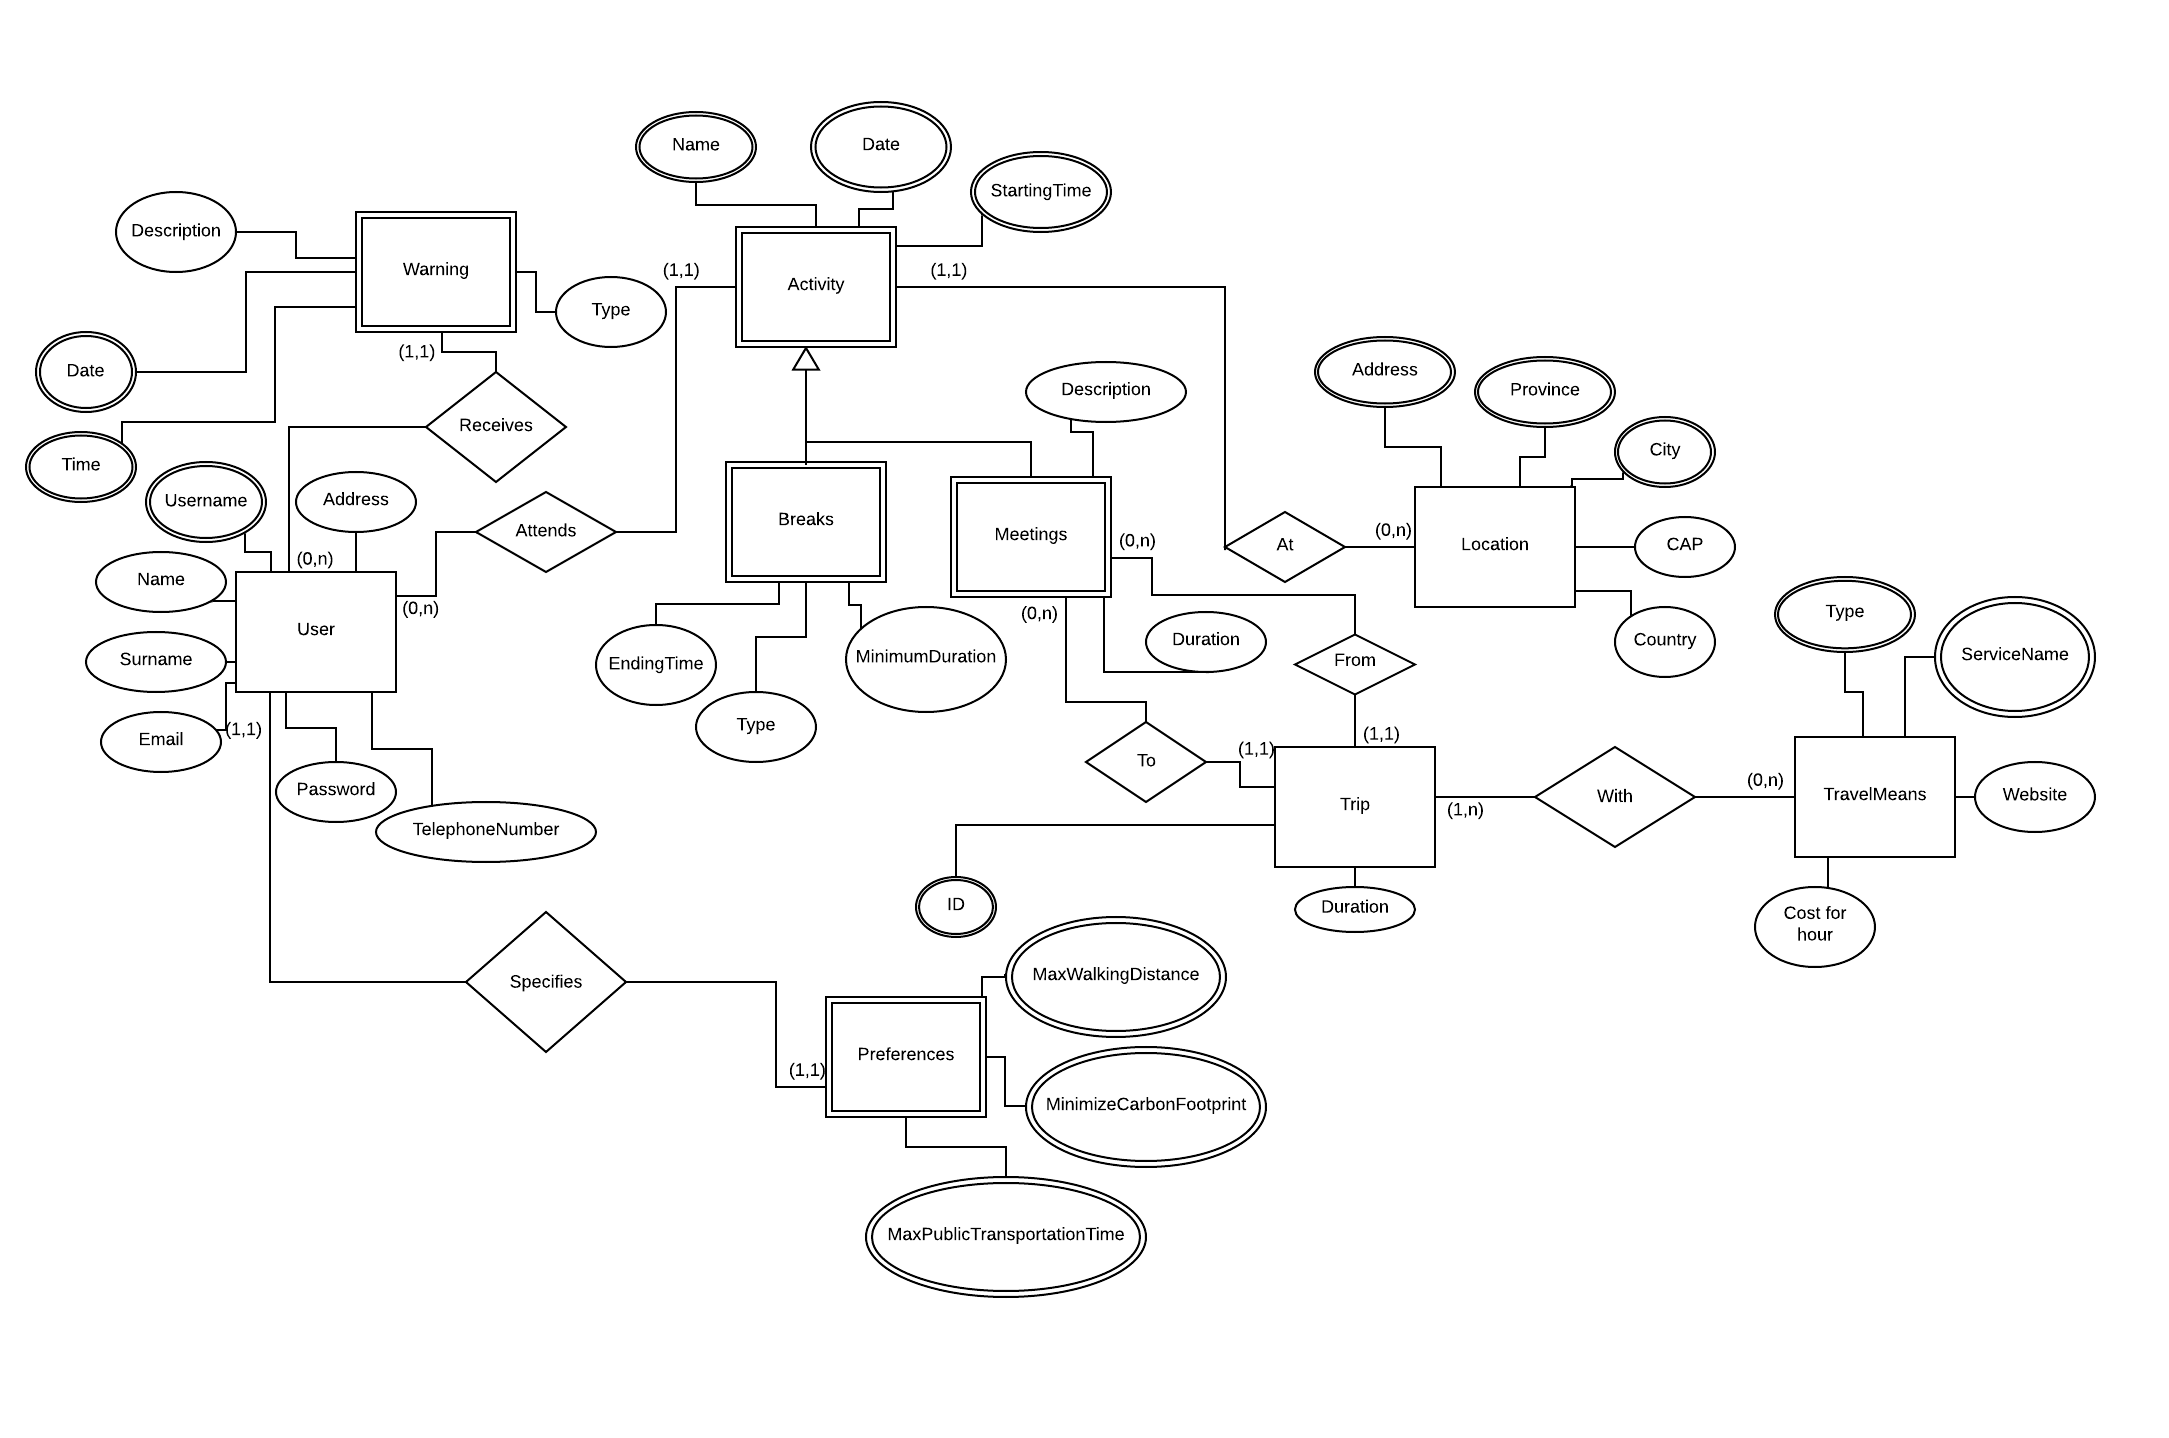 Name
Date
StartingTime
Description
Warning
Activity
(1,1)
(1,1)
Type
(1,1)
Date
Receives
Time
Username
Address
Attends
Description
Breaks
Meetings
(0,n)
Address
Province
City
At
(0,n)
Location
CAP
Country
Name
(0,n)
User
(0,n)
Surname
Email
(1,1)
Password
TelephoneNumber
EndingTime
Type
MinimumDuration
(0,n)
Duration
From
(1,1)
To
(1,1)
Trip
(1,n)
With
(0,n)
Type
ServiceName
TravelMeans
Website
Cost for
hour
ID
Duration
Specifies
(1,1)
Preferences
MaxWalkingDistance
MinimizeCarbonFootprint
MaxPublicTransportationTime